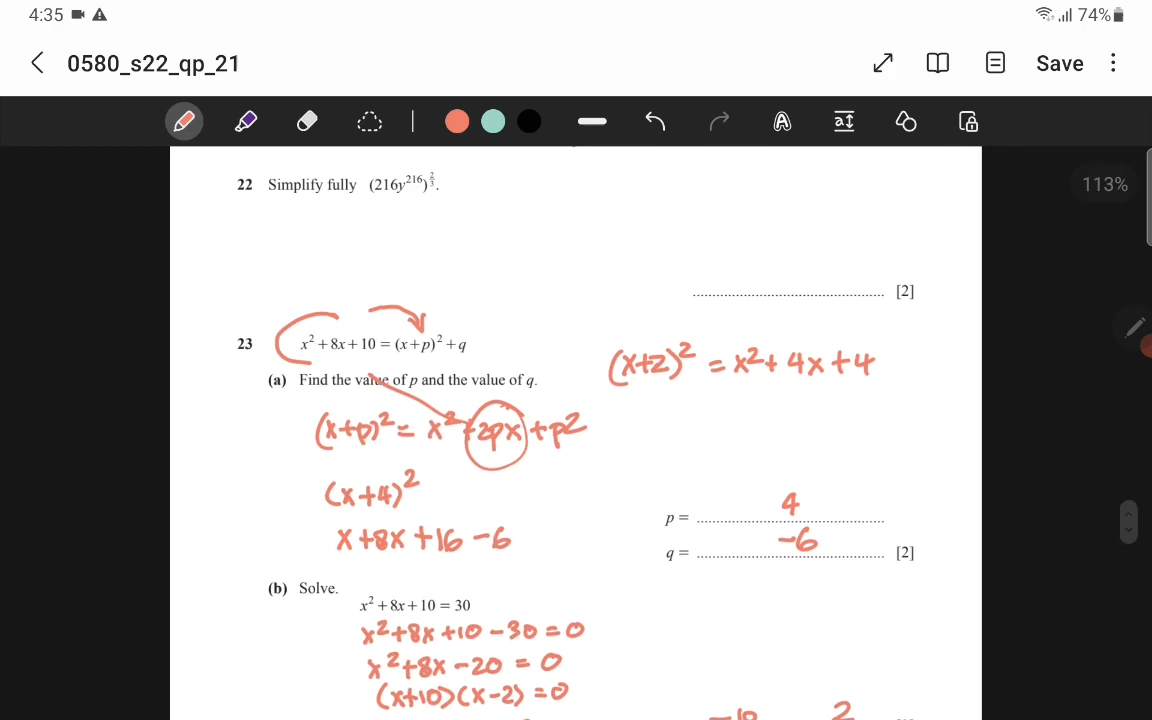 4:35 74%
0580_s22_qp_21 Save
113%
22 Simplify fully (216y^216)^(2/3).
[2]
23 x² + 8x + 10 = (x + p)² + q
(x+2)² = x² + 4x + 4
(a) Find the value of p and the value of q.
(x+p)² = x² + 2px + p²
(x+4)²
x + 8x + 16 - 6
p = 4
q = -6 [2]
(b) Solve.
x² + 8x + 10 = 30
x² + 8x + 10 - 30 = 0
x² + 8x - 20 = 0
(x+10)(x-2) = 0
-10 2